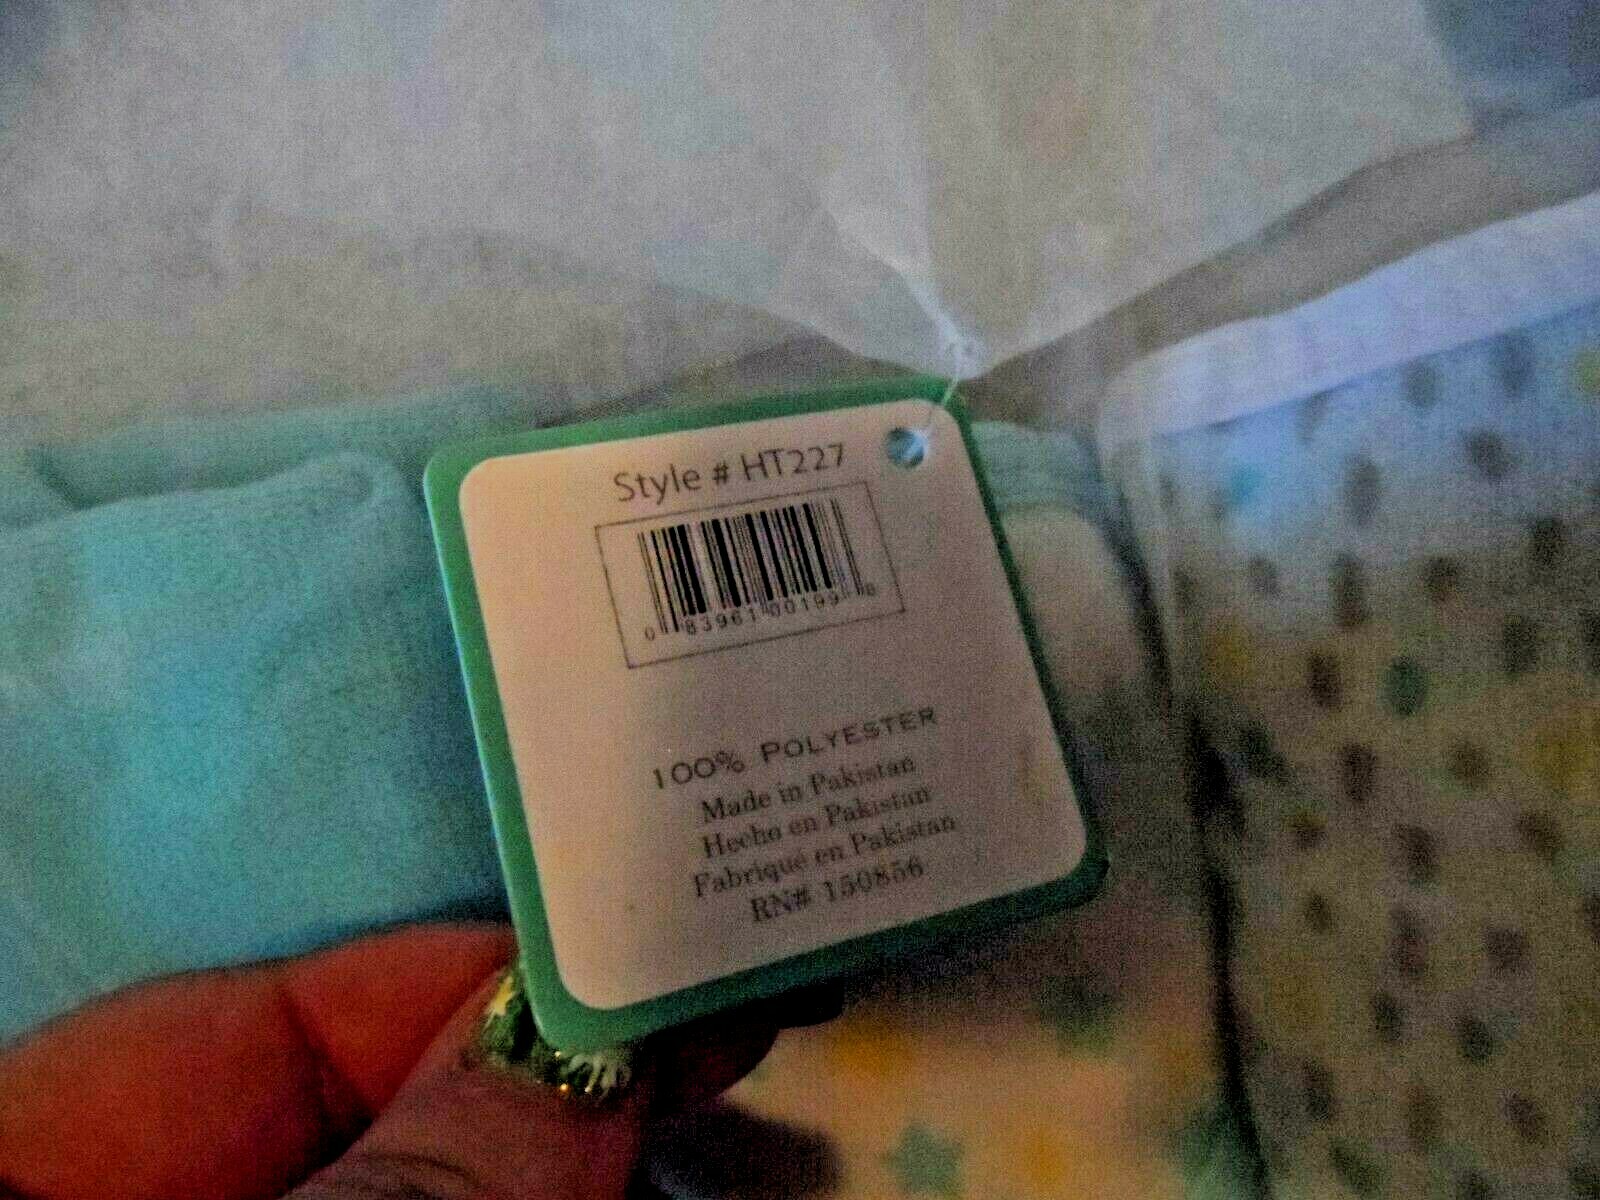 Style # HT227
0 83961 00199 8
100% POLYESTER
Made in Pakistan
Hecho en Pakistan
Fabriqué en Pakistan
RN# 150856